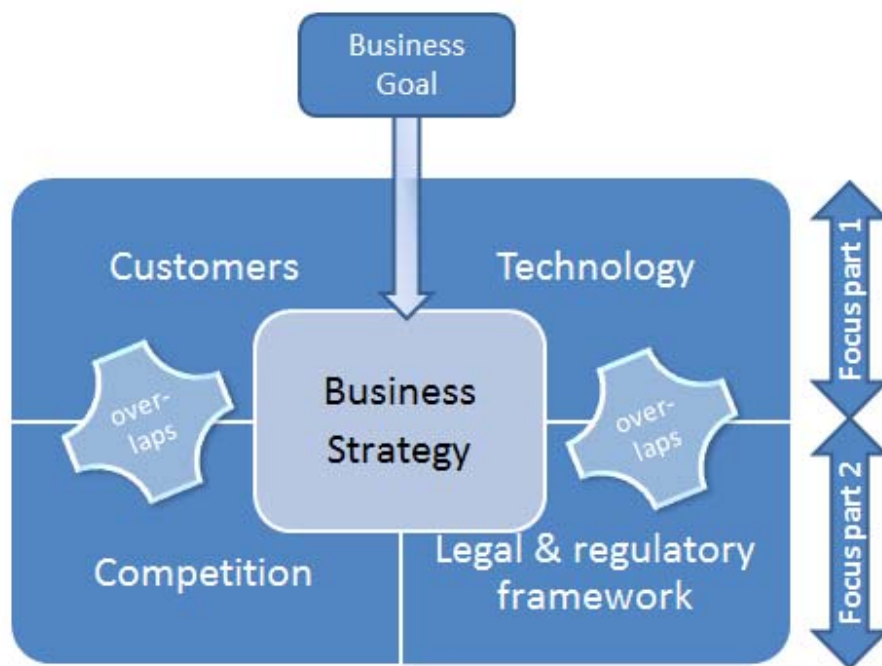 Business
Goal
Customers
Technology
Focus part 1
over-
laps
Business
Strategy
over-
laps
Competition
Legal & regulatory
framework
Focus part 2